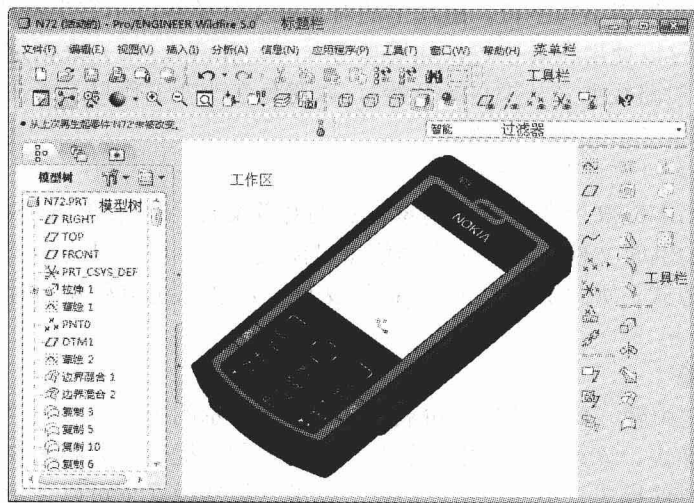 N72 (活动的) - Pro/ENGINEER Wildfire 5.0 标题栏
文件(F) 编辑(E) 视图(V) 插入(I) 分析(A) 信息(N) 应用程序(P) 工具(T) 窗口(W) 帮助(H) 菜单栏
工具栏
• 从上次再生起零件'N72'未被改变。
智能 过滤器
模型树
工作区
N72.PRT 模型树
RIGHT
TOP
FRONT
PRT_CSYS_DEF
拉伸 1
草绘 1
PNT0
DTM1
草绘 2
边界混合 1
边界混合 2
复制 3
复制 5
复制 10
复制 6
NOKIA
工具栏